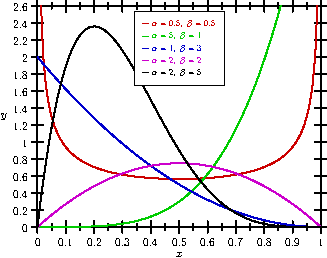 2.6
2.4
2.2
2
1.8
1.6
1.4
1.2
1
0.8
0.6
0.4
0.2
0
α = 0.5, β = 0.5
α = 5, β = 1
α = 1, β = 3
α = 2, β = 2
α = 2, β = 5
0 0.1 0.2 0.3 0.4 0.5 0.6 0.7 0.8 0.9 1
x